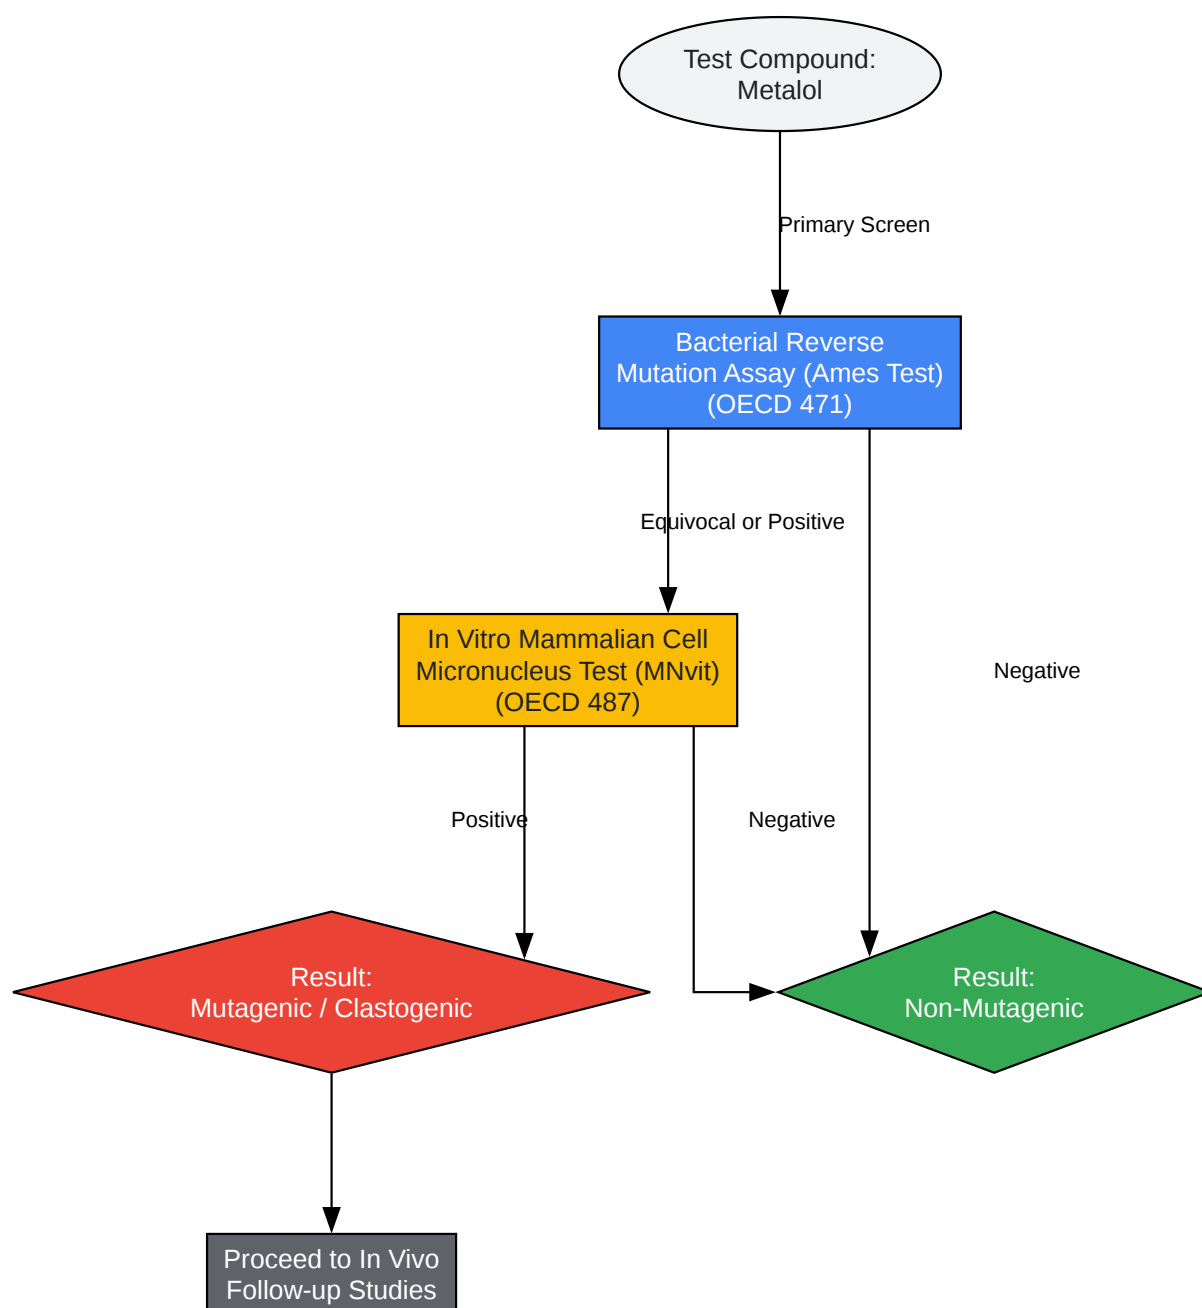 Test Compound:
Metalol
Primary Screen
Bacterial Reverse
Mutation Assay (Ames Test)
(OECD 471)
Equivocal or Positive
In Vitro Mammalian Cell
Micronucleus Test (MNvit)
(OECD 487)
Negative
Positive
Negative
Result:
Mutagenic / Clastogenic
Result:
Non-Mutagenic
Proceed to In Vivo
Follow-up Studies